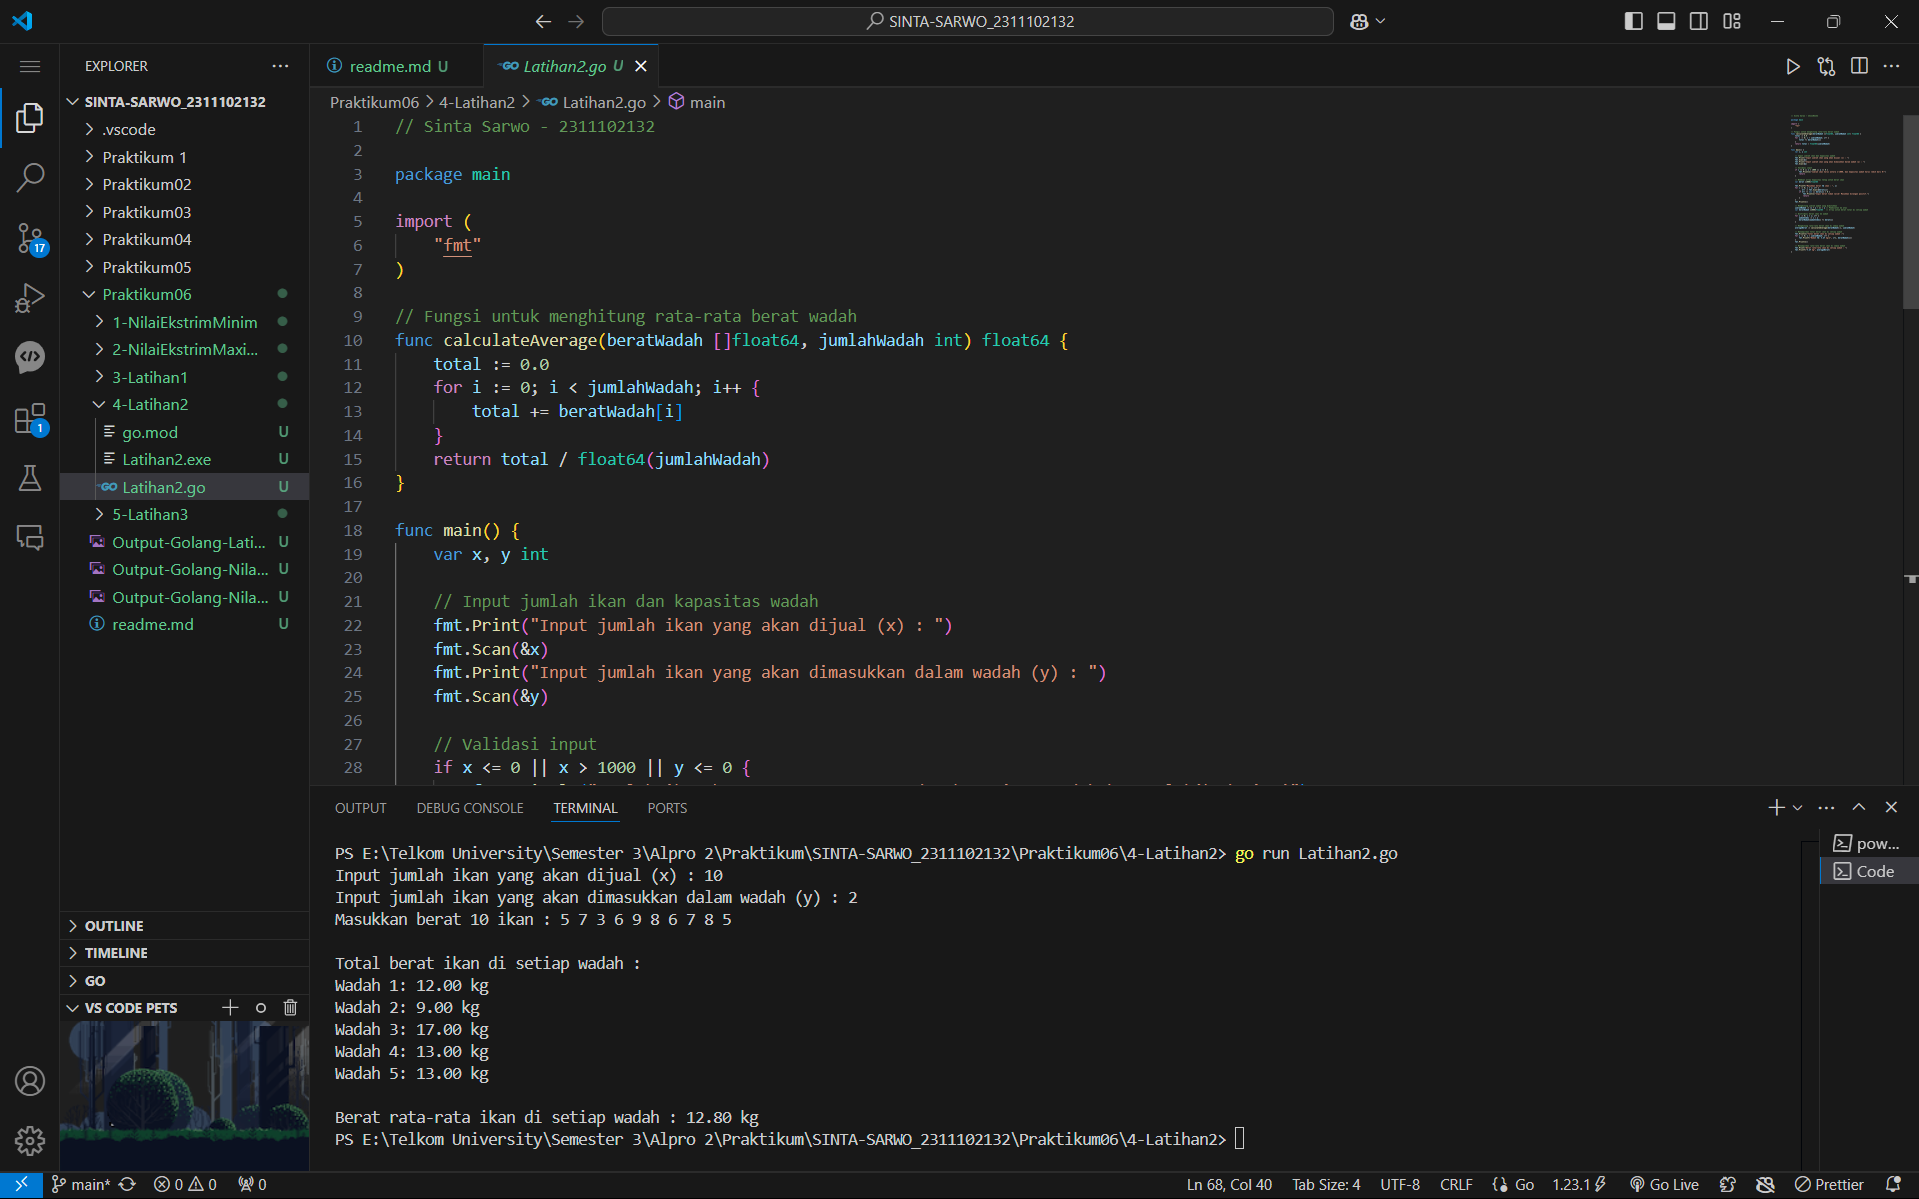 SINTA-SARWO_2311102132
EXPLORER
SINTA-SARWO_2311102132
.vscode
Praktikum 1
Praktikum02
Praktikum03
Praktikum04
Praktikum05
Praktikum06
1-NilaiEkstrimMinim
2-NilaiEkstrimMaxi...
3-Latihan1
4-Latihan2
go.mod U
Latihan2.exe U
Latihan2.go U
5-Latihan3
Output-Golang-Lati... U
Output-Golang-Nila... U
Output-Golang-Nila... U
readme.md U
17
1
OUTLINE
TIMELINE
GO
VS CODE PETS
readme.md U
Latihan2.go U
Praktikum06 > 4-Latihan2 > Latihan2.go > main
1 // Sinta Sarwo - 2311102132
2
3 package main
4
5 import (
6 "fmt"
7 )
8
9 // Fungsi untuk menghitung rata-rata berat wadah
10 func calculateAverage(beratWadah []float64, jumlahWadah int) float64 {
11 total := 0.0
12 for i := 0; i < jumlahWadah; i++ {
13 total += beratWadah[i]
14 }
15 return total / float64(jumlahWadah)
16 }
17
18 func main() {
19 var x, y int
20
21 // Input jumlah ikan dan kapasitas wadah
22 fmt.Print("Input jumlah ikan yang akan dijual (x) : ")
23 fmt.Scan(&x)
24 fmt.Print("Input jumlah ikan yang akan dimasukkan dalam wadah (y) : ")
25 fmt.Scan(&y)
26
27 // Validasi input
28 if x <= 0 || x > 1000 || y <= 0 {
OUTPUT DEBUG CONSOLE TERMINAL PORTS
PS E:\Telkom University\Semester 3\Alpro 2\Praktikum\SINTA-SARWO_2311102132\Praktikum06\4-Latihan2> go run Latihan2.go
Input jumlah ikan yang akan dijual (x) : 10
Input jumlah ikan yang akan dimasukkan dalam wadah (y) : 2
Masukkan berat 10 ikan : 5 7 3 6 9 8 6 7 8 5
Total berat ikan di setiap wadah :
Wadah 1: 12.00 kg
Wadah 2: 9.00 kg
Wadah 3: 17.00 kg
Wadah 4: 13.00 kg
Wadah 5: 13.00 kg
Berat rata-rata ikan di setiap wadah : 12.80 kg
PS E:\Telkom University\Semester 3\Alpro 2\Praktikum\SINTA-SARWO_2311102132\Praktikum06\4-Latihan2>
pow...
Code
main* 0 0 0 Ln 68, Col 40 Tab Size: 4 UTF-8 CRLF Go 1.23.1 Go Live Prettier